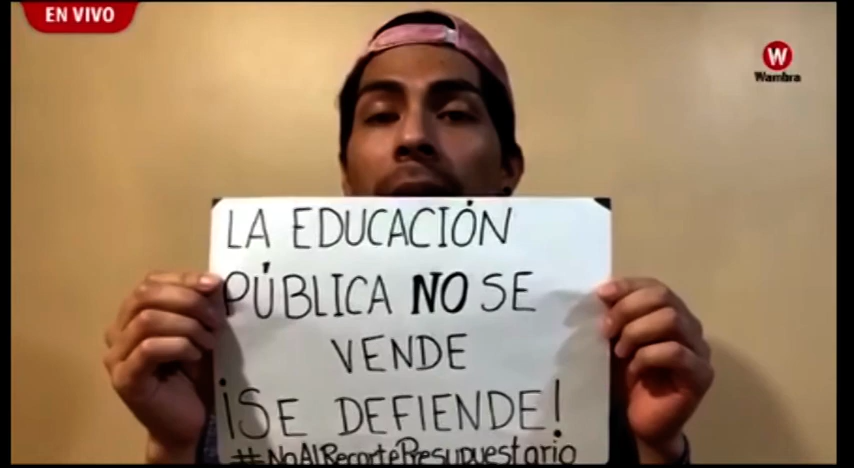 EN VIVO
W
Wambra
LA EDUCACIÓN
PÚBLICA NO SE
VENDE
¡SE DEFIENDE!
#NoAlRecortePresupuestario